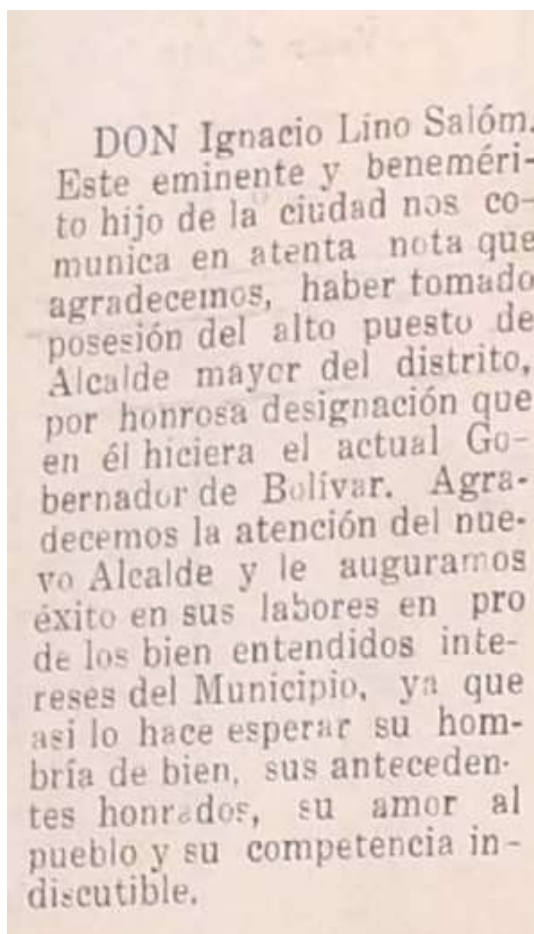 DON Ignacio Lino Salóm.
Este eminente y beneméri-
to hijo de la ciudad nos co-
munica en atenta nota que
agradecemos, haber tomado
posesión del alto puesto de
Alcalde mayor del distrito,
por honrosa designación que
en él hiciera el actual Go-
bernador de Bolívar. Agra-
decemos la atención del nue-
vo Alcalde y le auguramos
éxito en sus labores en pro
de los bien entendidos inte-
reses del Municipio, ya que
asi lo hace esperar su hom-
bría de bien, sus anteceden-
tes honrados, su amor al
pueblo y su competencia in-
discutible.